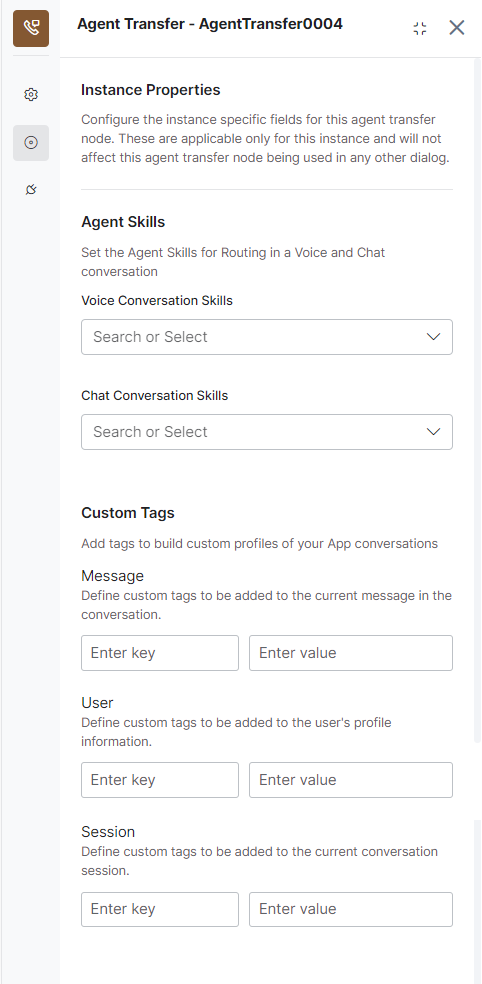 Agent Transfer - AgentTransfer0004
Instance Properties
Configure the instance specific fields for this agent transfer
node. These are applicable only for this instance and will not
affect this agent transfer node being used in any other dialog.
Agent Skills
Set the Agent Skills for Routing in a Voice and Chat
conversation
Voice Conversation Skills
Search or Select
Chat Conversation Skills
Search or Select
Custom Tags
Add tags to build custom profiles of your App conversations
Message
Define custom tags to be added to the current message in the
conversation.
Enter key Enter value
User
Define custom tags to be added to the user's profile
information.
Enter key Enter value
Session
Define custom tags to be added to the current conversation
session.
Enter key Enter value